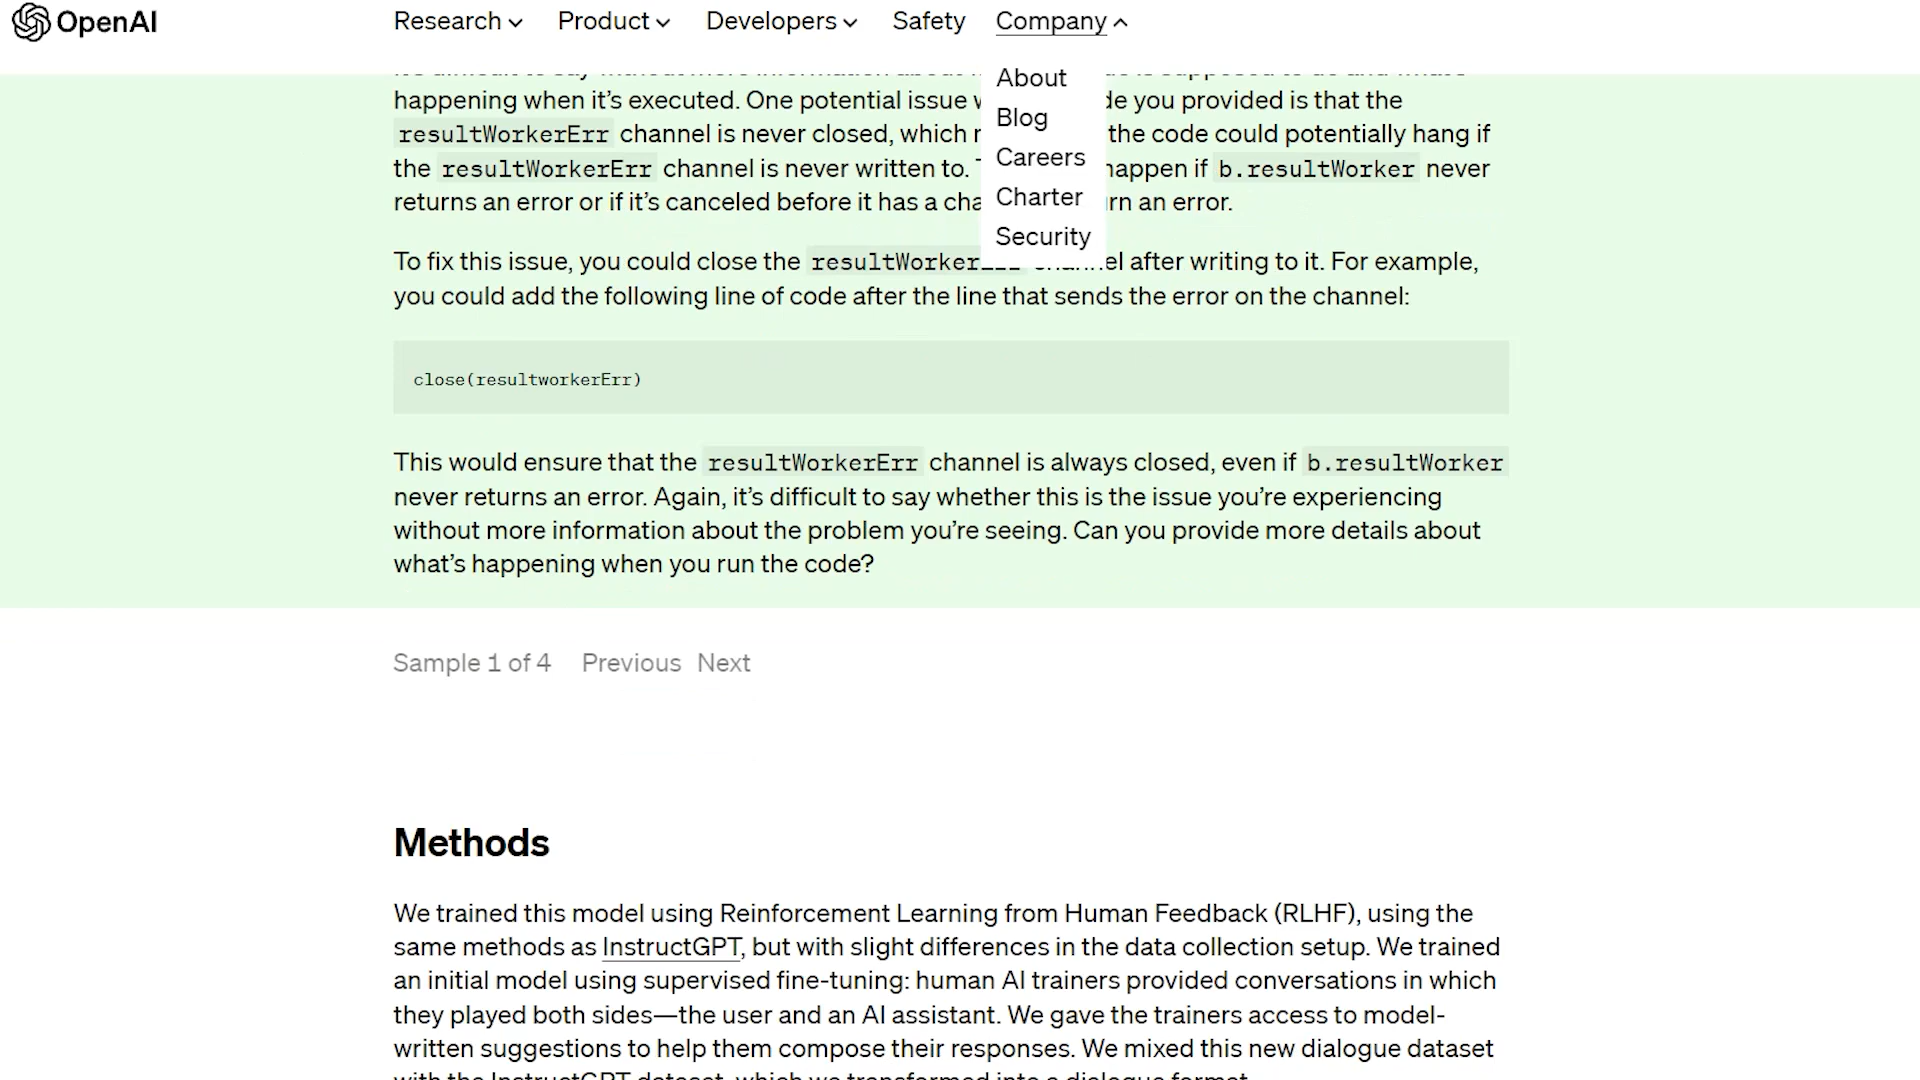 OpenAI
Research Product Developers Safety Company
About
Blog
Careers
Charter
Security
happening when it's executed. One potential issue you provided is that the
resultWorkerErr channel is never closed, which the code could potentially hang if
the resultWorkerErr channel is never written to. happen if b.resultWorker never
returns an error or if it's canceled before it has a an error.
To fix this issue, you could close the after writing to it. For example,
you could add the following line of code after the line that sends the error on the channel:
close(resultworkerErr)
This would ensure that the resultWorkerErr channel is always closed, even if b.resultWorker
never returns an error. Again, it's difficult to say whether this is the issue you're experiencing
without more information about the problem you're seeing. Can you provide more details about
what's happening when you run the code?
Sample 1 of 4 Previous Next
Methods
We trained this model using Reinforcement Learning from Human Feedback (RLHF), using the
same methods as InstructGPT, but with slight differences in the data collection setup. We trained
an initial model using supervised fine-tuning: human AI trainers provided conversations in which
they played both sides—the user and an AI assistant. We gave the trainers access to model-
written suggestions to help them compose their responses. We mixed this new dialogue dataset
with the InstructGPT dataset, which we transformed into a dialogue format.